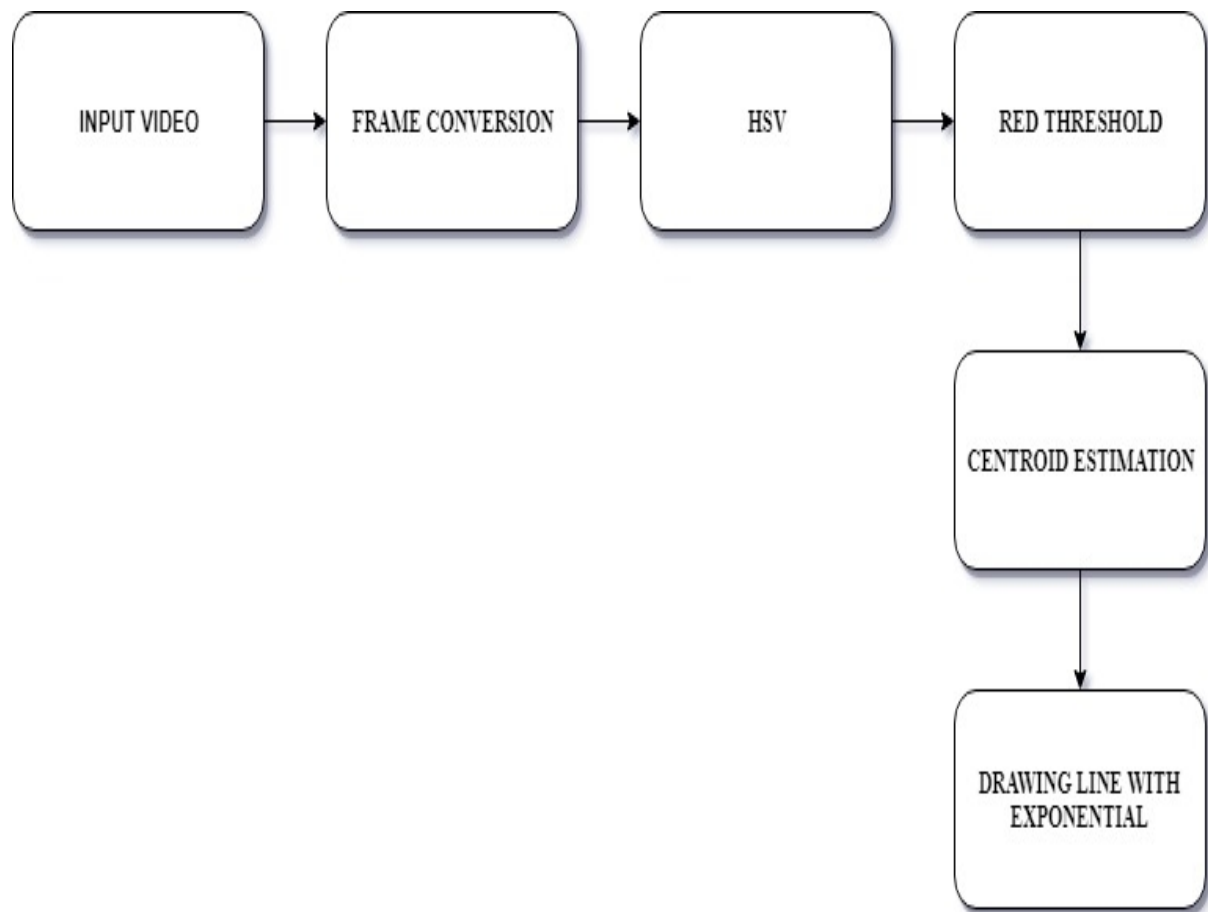 INPUT VIDEO
FRAME CONVERSION
HSV
RED THRESHOLD
CENTROID ESTIMATION
DRAWING LINE WITH
EXPONENTIAL